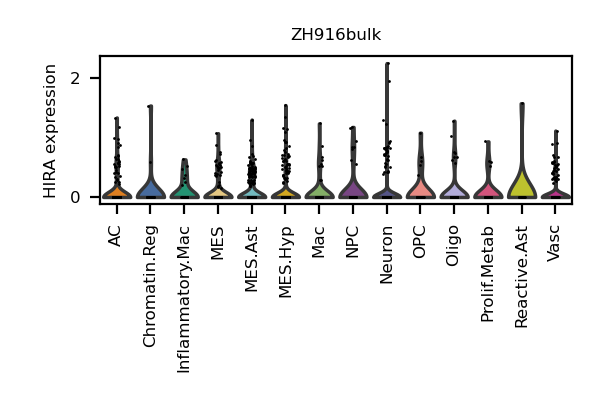 ZH916bulk
HIRA expression
2
0
AC
Chromatin.Reg
Inflammatory.Mac
MES
MES.Ast
MES.Hyp
Mac
NPC
Neuron
OPC
Oligo
Prolif.Metab
Reactive.Ast
Vasc